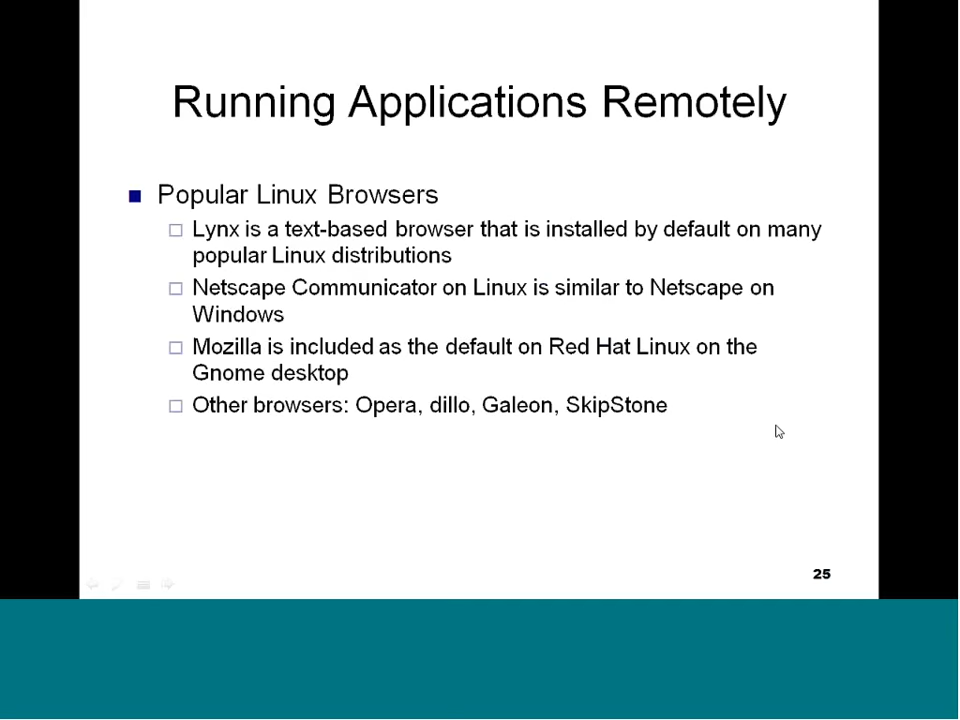 Running Applications Remotely
Popular Linux Browsers
Lynx is a text-based browser that is installed by default on many
popular Linux distributions
Netscape Communicator on Linux is similar to Netscape on
Windows
Mozilla is included as the default on Red Hat Linux on the
Gnome desktop
Other browsers: Opera, dillo, Galeon, SkipStone
25